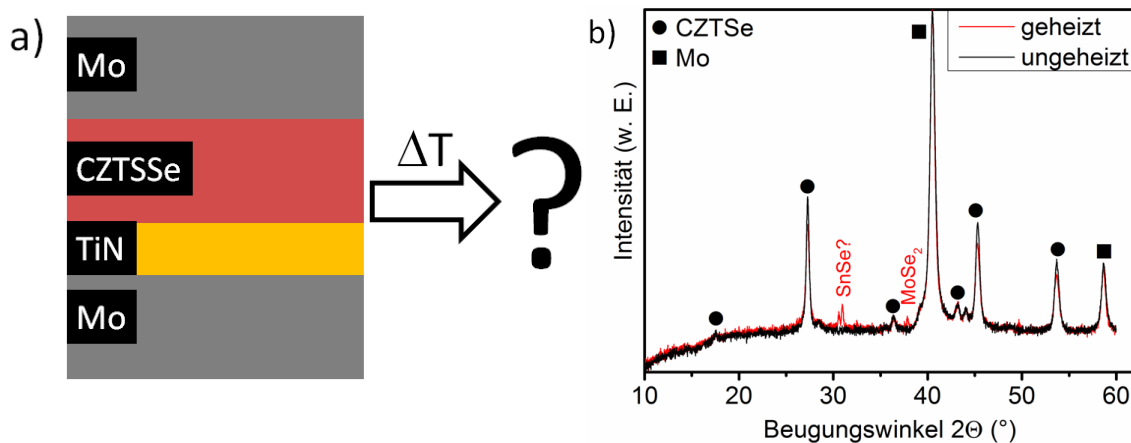 a)
Mo
CZTSSe
TiN
Mo
ΔT
?
b)
● CZTSe
■ Mo
geheizt
ungeheizt
SnSe?
MoSe₂
Intensität (w. E.)
10 20 30 40 50 60
Beugungswinkel 2Θ (°)